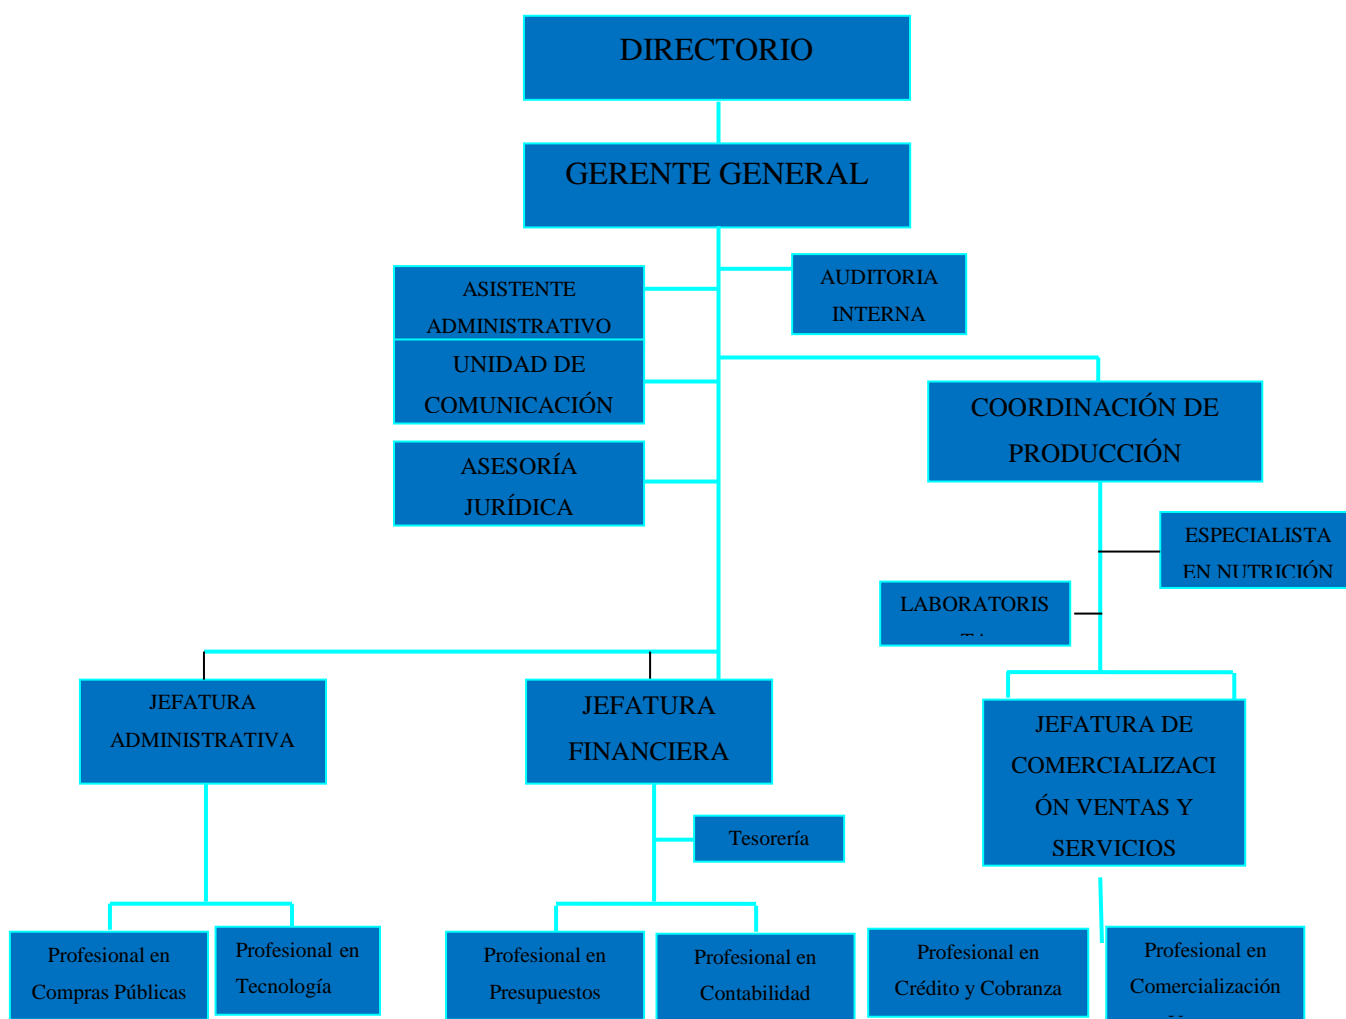 DIRECTORIO
GERENTE GENERAL
ASISTENTE
ADMINISTRATIVO
AUDITORIA
INTERNA
UNIDAD DE
COMUNICACIÓN
COORDINACIÓN DE
PRODUCCIÓN
ASESORÍA
JURÍDICA
ESPECIALISTA
EN NUTRICIÓN
LABORATORIS
JEFATURA
ADMINISTRATIVA
JEFATURA
FINANCIERA
JEFATURA DE
COMERCIALIZACI
ÓN VENTAS Y
SERVICIOS
Tesorería
Profesional en
Compras Públicas
Profesional en
Tecnología
Profesional en
Presupuestos
Profesional en
Contabilidad
Profesional en
Crédito y Cobranza
Profesional en
Comercialización